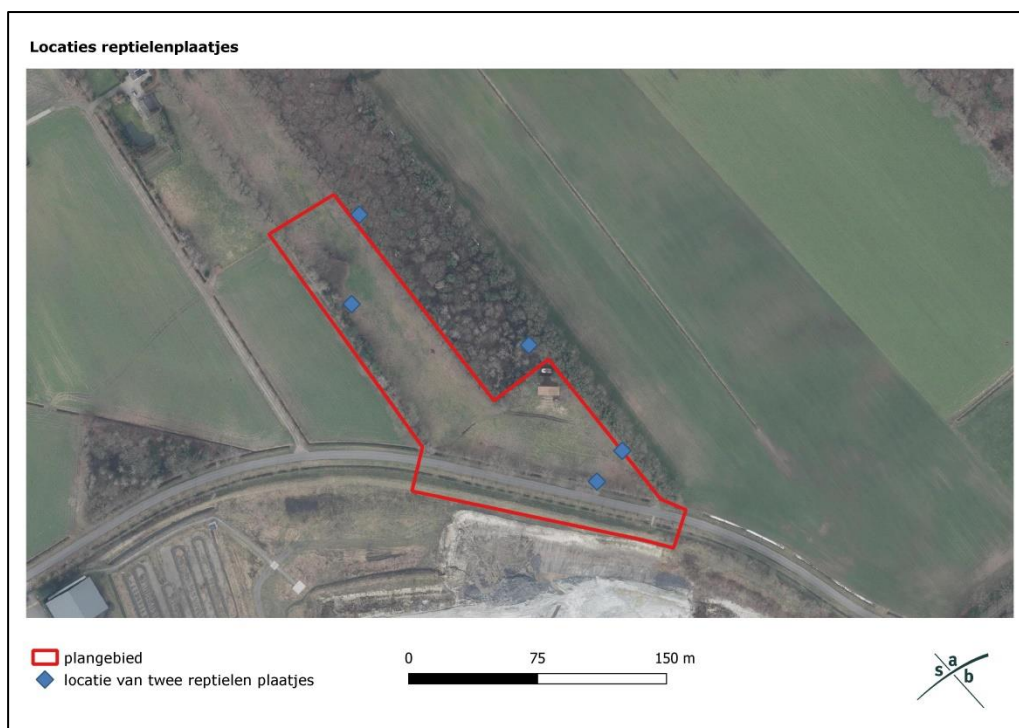 Locaties reptielenplaatjes
plangebied
locatie van twee reptielen plaatjes
0 75 150 m
s a b